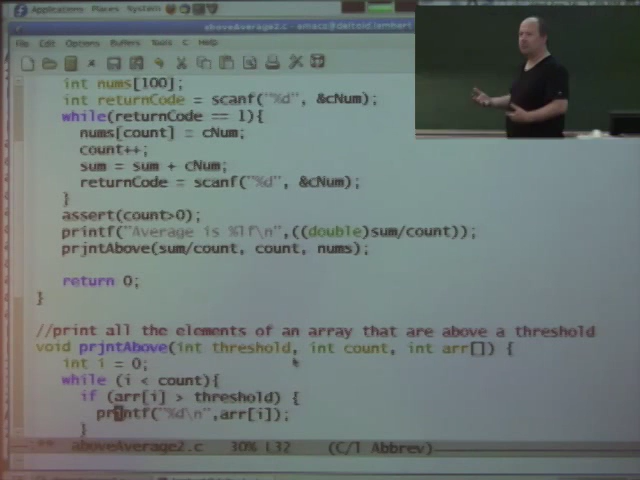 Applications Places System
aboveAverage2.c - emacs@deltoid.lambert
File Edit Options Buffers Tools C Help
int nums[100];
int returnCode = scanf("%d", &cNum);
while(returnCode == 1){
nums[count] = cNum;
count++;
sum = sum + cNum;
returnCode = scanf("%d", &cNum);
}
assert(count>0);
printf("Average is %lf\n",((double)sum/count));
printAbove(sum/count, count, nums);
return 0;
}
//print all the elements of an array that are above a threshold
void printAbove(int threshold, int count, int arr[]) {
int i = 0;
while (i < count){
if (arr[i] > threshold) {
printf("%d\n",arr[i]);
}
aboveAverage2.c 30% L32 (C/l Abbrev)